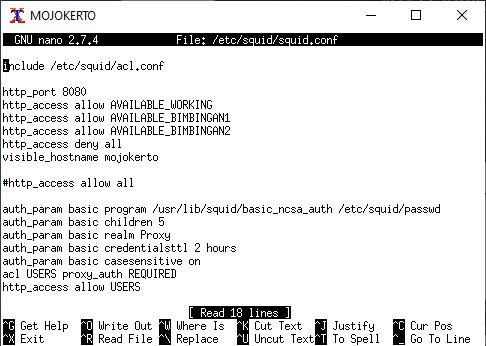 MOJOKERTO
GNU nano 2.7.4 File: /etc/squid/squid.conf
include /etc/squid/acl.conf
http_port 8080
http_access allow AVAILABLE_WORKING
http_access allow AVAILABLE_BIMBINGAN1
http_access allow AVAILABLE_BIMBINGAN2
http_access deny all
visible_hostname mojokerto
#http_access allow all
auth_param basic program /usr/lib/squid/basic_ncsa_auth /etc/squid/passwd
auth_param basic children 5
auth_param basic realm Proxy
auth_param basic credentialsttl 2 hours
auth_param basic casesensitive on
acl USERS proxy_auth REQUIRED
http_access allow USERS
[ Read 18 lines ]
^G Get Help ^O Write Out ^W Where Is ^K Cut Text ^J Justify ^C Cur Pos
^X Exit ^R Read File ^\ Replace ^U Uncut Text ^T To Spell ^_ Go To Line